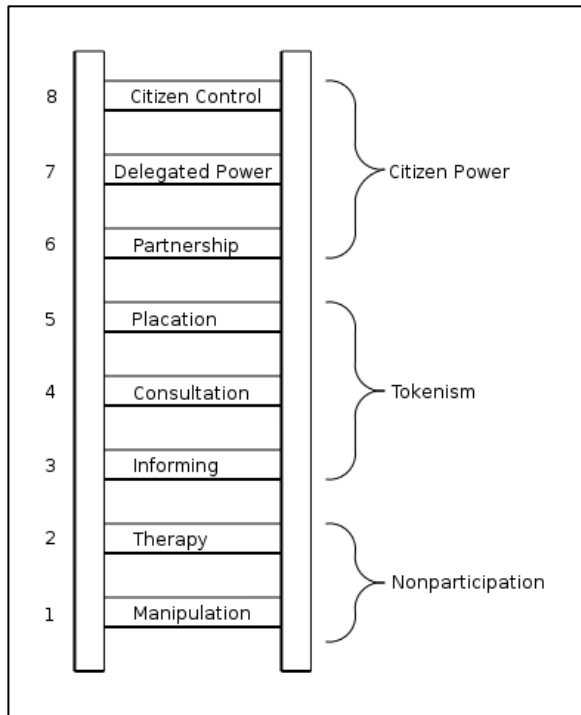 8 Citizen Control
7 Delegated Power
Citizen Power
6 Partnership
5 Placation
4 Consultation
Tokenism
3 Informing
2 Therapy
Nonparticipation
1 Manipulation